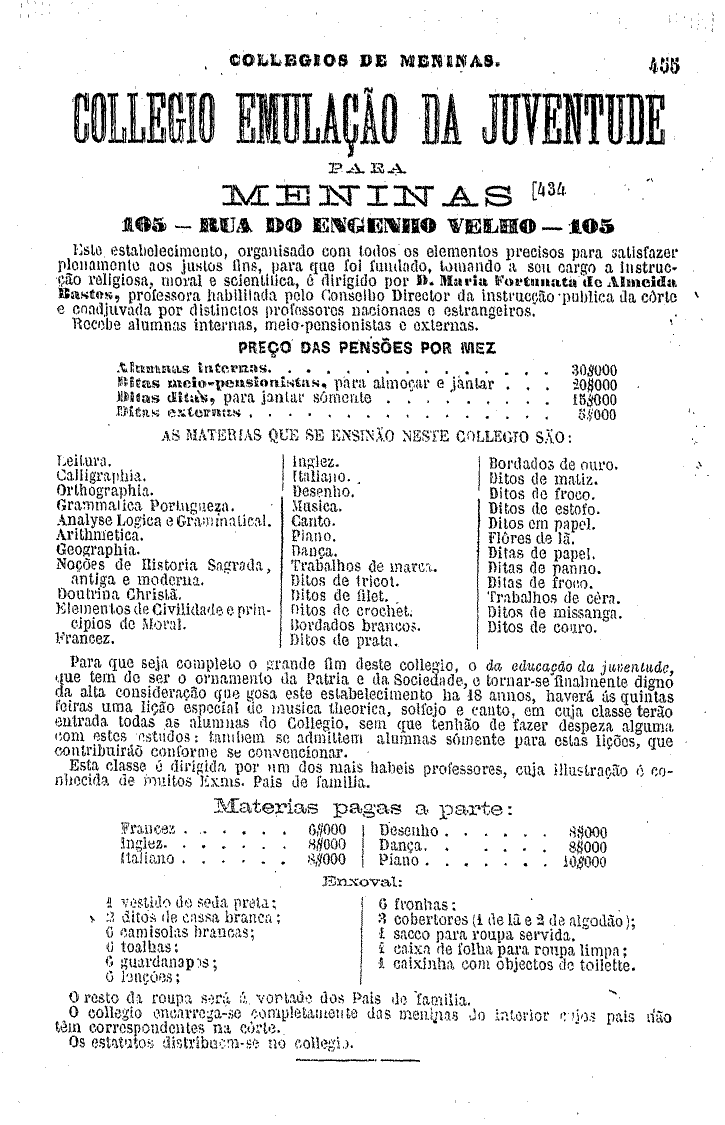 COLLEGIOS DE MENINAS. 455
COLLEGIO EMULAÇÃO DA JUVENTUDE
PARA
MENINAS [434
105 — RUA DO ENGENHO VELHO — 105
Este estabelecimento, organisado com todos os elementos precisos para satisfazer
plenamente aos justos fins, para que foi fundado, tomando a seu cargo a instruc-
ção religiosa, moral e scientifica, é dirigido por D. Maria Fortunata de Almeida
Bastos, professora habilitada pelo Conselho Director da instrucção publica da côrte
e coadjuvada por distinctos professores nacionaes e estrangeiros.
Recebe alumnas internas, meio-pensionistas e externas.
PREÇO DAS PENSÕES POR MEZ
Alumnas internas. . . . . . . . . . . . . . . . 30$000
Ditas meio-pensionistas, para almoçar e jantar . . . 20$000
Ditas ditas, para jantar sómente . . . . . . . . . . 15$000
Ditas externas . . . . . . . . . . . . . . . . . 5$000
AS MATERIAS QUE SE ENSINÃO NESTE COLLEGIO SÃO:
Leitura.
Calligraphia.
Orthographia.
Grammatica Portugueza.
Analyse Logica e Grammatical.
Arithmetica.
Geographia.
Noções de Historia Sagrada,
antiga e moderna.
Doutrina Christã.
Elementos de Civilidade e prin-
cipios de Moral.
Francez.
Inglez.
Italiano.
Desenho.
Musica.
Canto.
Piano.
Dança.
Trabalhos de marca.
Ditos de tricot.
Ditos de filet.
Ditos de crochet.
Bordados brancos.
Ditos de prata.
Bordados de ouro.
Ditos de matiz.
Ditos de froco.
Ditos de estofo.
Ditos em papel.
Flôres de lã.
Ditas de papel.
Ditas de panno.
Ditas de froco.
Trabalhos de cêra.
Ditos de missanga.
Ditos de couro.
Para que seja completo o grande fim deste collegio, o da educação da juventude,
que tem de ser o ornamento da Patria e da Sociedade, e tornar-se finalmente digno
da alta consideração que gosa este estabelecimento ha 18 annos, haverá ás quintas
feiras uma lição especial de musica theorica, solfejo e canto, em cuja classe terão
entrada todas as alumnas do Collegio, sem que tenhão de fazer despeza alguma
com estes estudos: tambem se admittem alumnas sómente para estas lições, que
contribuiráõ conforme se convencionar.
Esta classe é dirigida por um dos mais habeis professores, cuja illustração é co-
nhecida de muitos Exms. Pais de familia.
Materias pagas a parte:
Francez . . . . . . 6$000
Inglez. . . . . . . 8$000
Italiano . . . . . . 8$000
Desenho . . . . . . 8$000
Dança. . . . . . . 8$000
Piano . . . . . . . 10$000
Enxoval:
1 vestido de seda preta;
2 ditos de cassa branca;
6 camisolas brancas;
6 toalhas;
6 guardanapos;
6 lançóes;
6 fronhas;
3 cobertores (1 de lã e 2 de algodão);
1 sacco para roupa servida.
1 caixa de folha para roupa limpa;
1 caixinha com objectos de toilette.
O resto da roupa será á vortade dos Pais de familia.
O collegio encarrega-se completamente das meninas do interior cujos pais não
têm correspondentes na côrte.
Os estatutos distribuem-se no collegio.